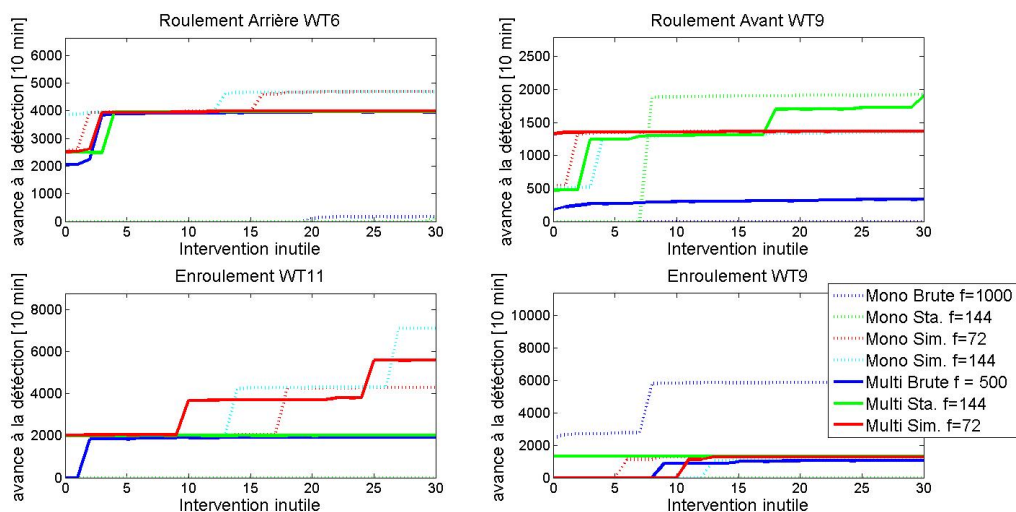 Roulement Arrière WT6
avance à la détéction [10 min]
6000
5000
4000
3000
2000
1000
0
0 5 10 15 20 25 30
Intervention inutile
Roulement Avant WT9
avance à la détéction [10 min]
2500
2000
1500
1000
500
0
0 5 10 15 20 25 30
Intervention inutile
Enroulement WT11
avance à la détéction [10 min]
8000
6000
4000
2000
0
0 5 10 15 20 25 30
Intervention inutile
Enroulement WT9
avance à la détéction [10 min]
10000
8000
6000
4000
2000
0
0 5 10 15 20 25 30
Intervention inutile
Mono Brute f=1000
Mono Sta. f=144
Mono Sim. f=72
Mono Sim. f=144
Multi Brute f = 500
Multi Sta. f=144
Multi Sim. f=72